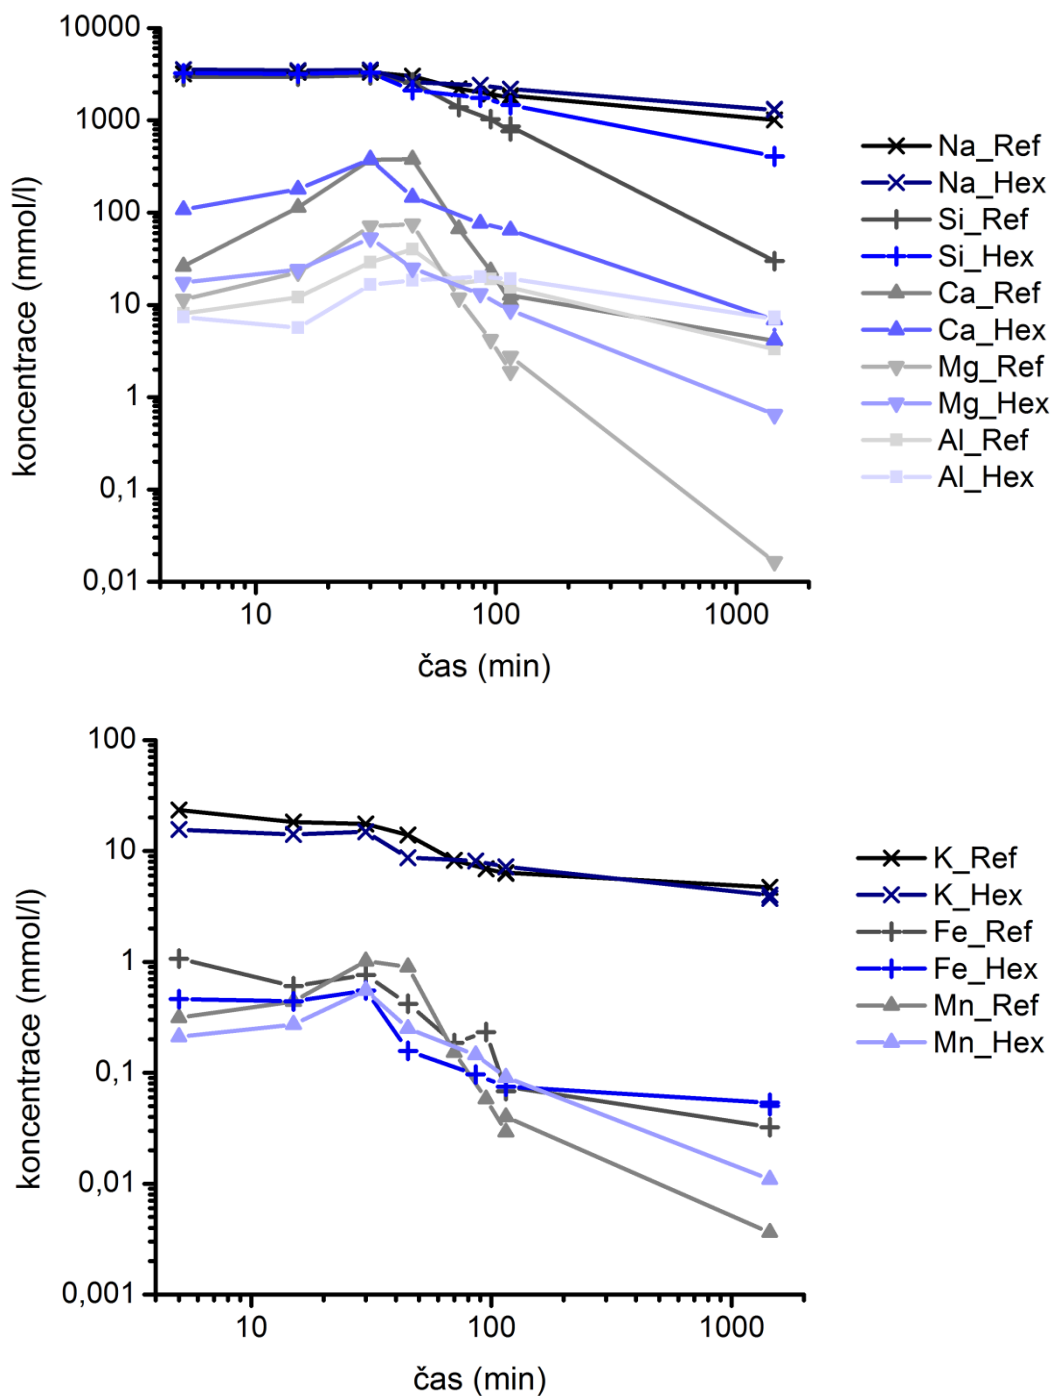 10000
1000
100
10
1
0,1
0,01
koncentrace (mmol/l)
10
100
1000
čas (min)
Na_Ref
Na_Hex
Si_Ref
Si_Hex
Ca_Ref
Ca_Hex
Mg_Ref
Mg_Hex
Al_Ref
Al_Hex
100
10
1
0,1
0,01
0,001
koncentrace (mmol/l)
10
100
1000
čas (min)
K_Ref
K_Hex
Fe_Ref
Fe_Hex
Mn_Ref
Mn_Hex